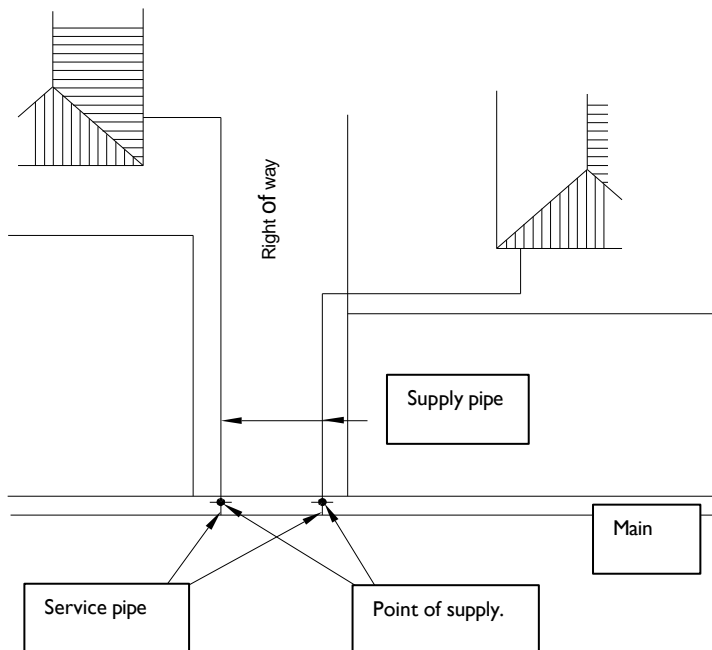 Right of way
Supply pipe
Main
Service pipe
Point of supply.